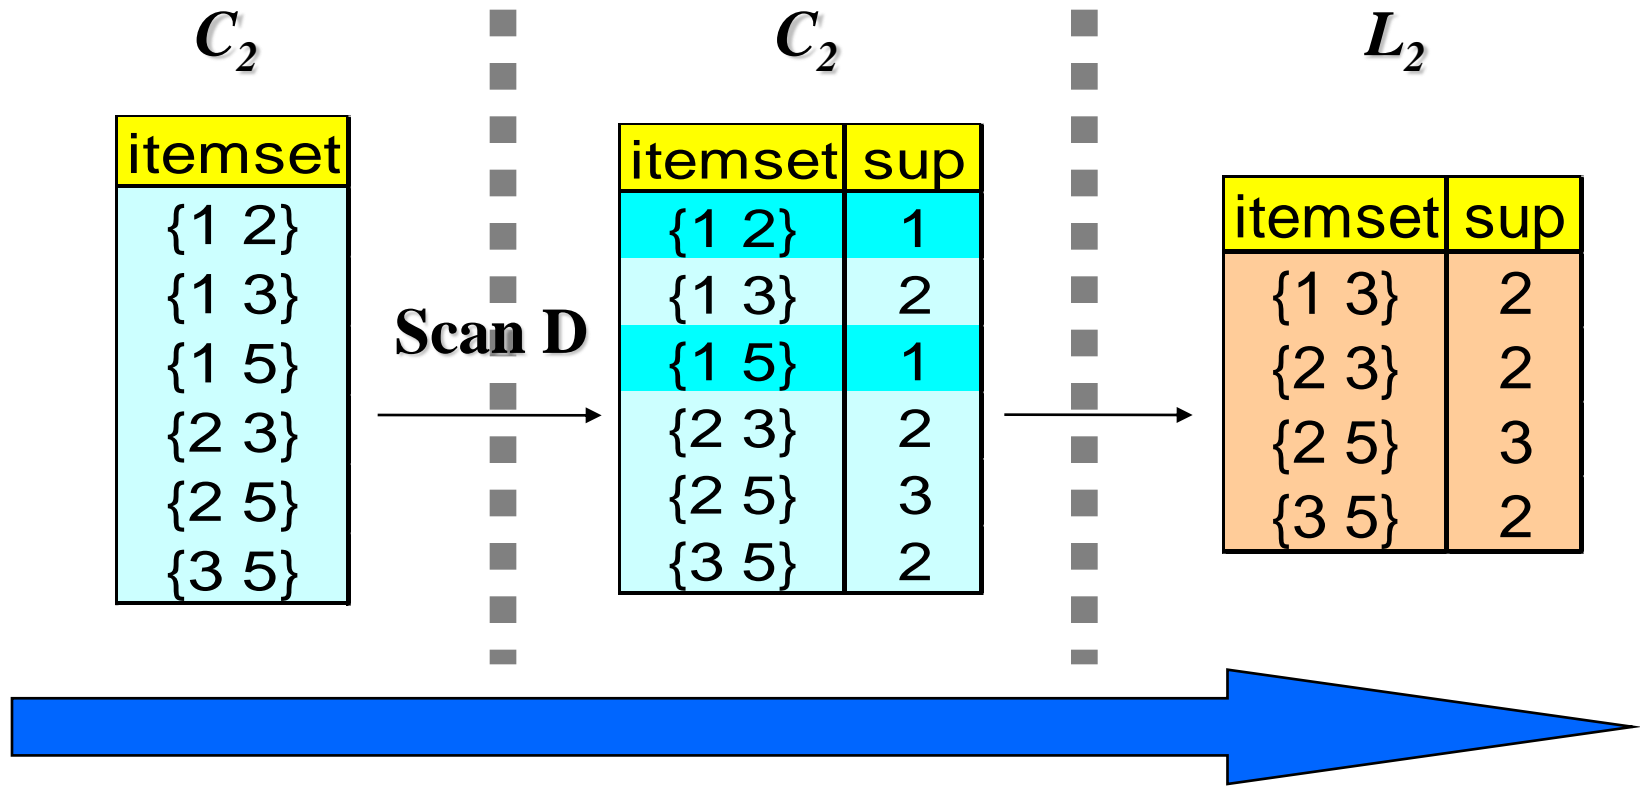 C2
itemset
{1 2}
{1 3}
{1 5}
{2 3}
{2 5}
{3 5}
Scan D
C2
itemset sup
{1 2} 1
{1 3} 2
{1 5} 1
{2 3} 2
{2 5} 3
{3 5} 2
L2
itemset sup
{1 3} 2
{2 3} 2
{2 5} 3
{3 5} 2